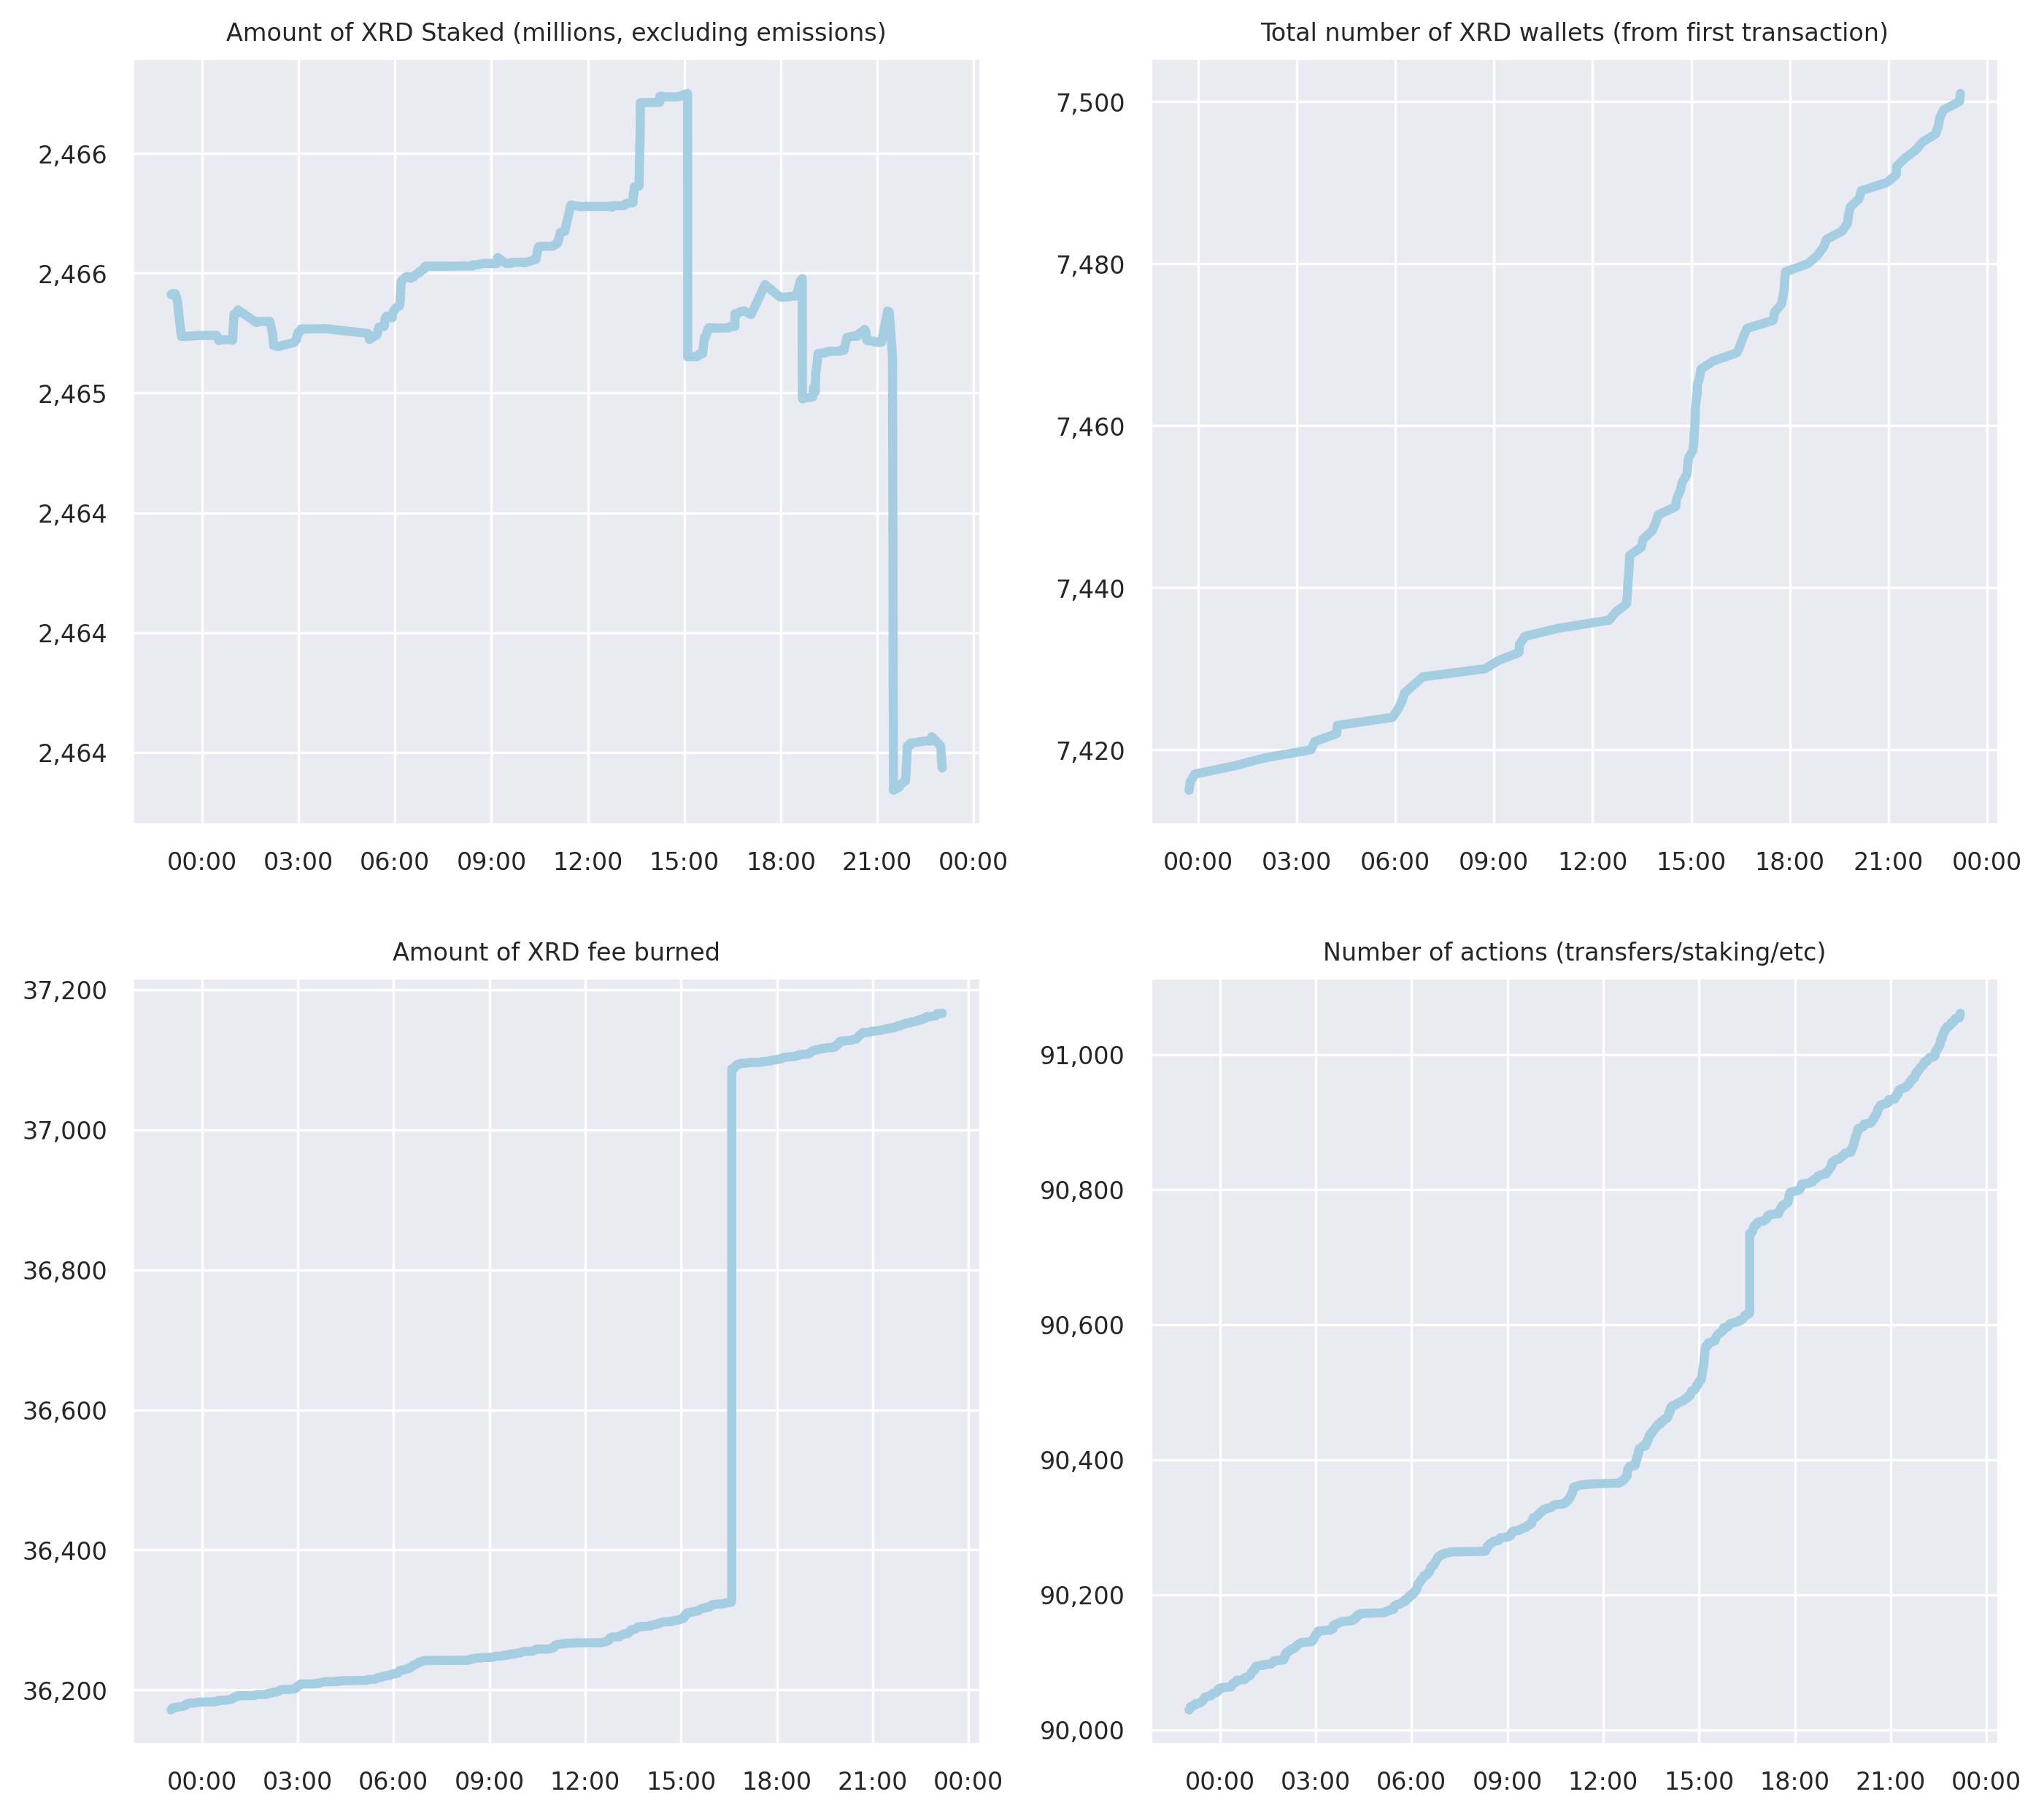 Amount of XRD Staked (millions, excluding emissions)
2,466
2,466
2,465
2,464
2,464
2,464
00:00 03:00 06:00 09:00 12:00 15:00 18:00 21:00 00:00
Total number of XRD wallets (from first transaction)
7,500
7,480
7,460
7,440
7,420
00:00 03:00 06:00 09:00 12:00 15:00 18:00 21:00 00:00
Amount of XRD fee burned
37,200
37,000
36,800
36,600
36,400
36,200
00:00 03:00 06:00 09:00 12:00 15:00 18:00 21:00 00:00
Number of actions (transfers/staking/etc)
91,000
90,800
90,600
90,400
90,200
90,000
00:00 03:00 06:00 09:00 12:00 15:00 18:00 21:00 00:00